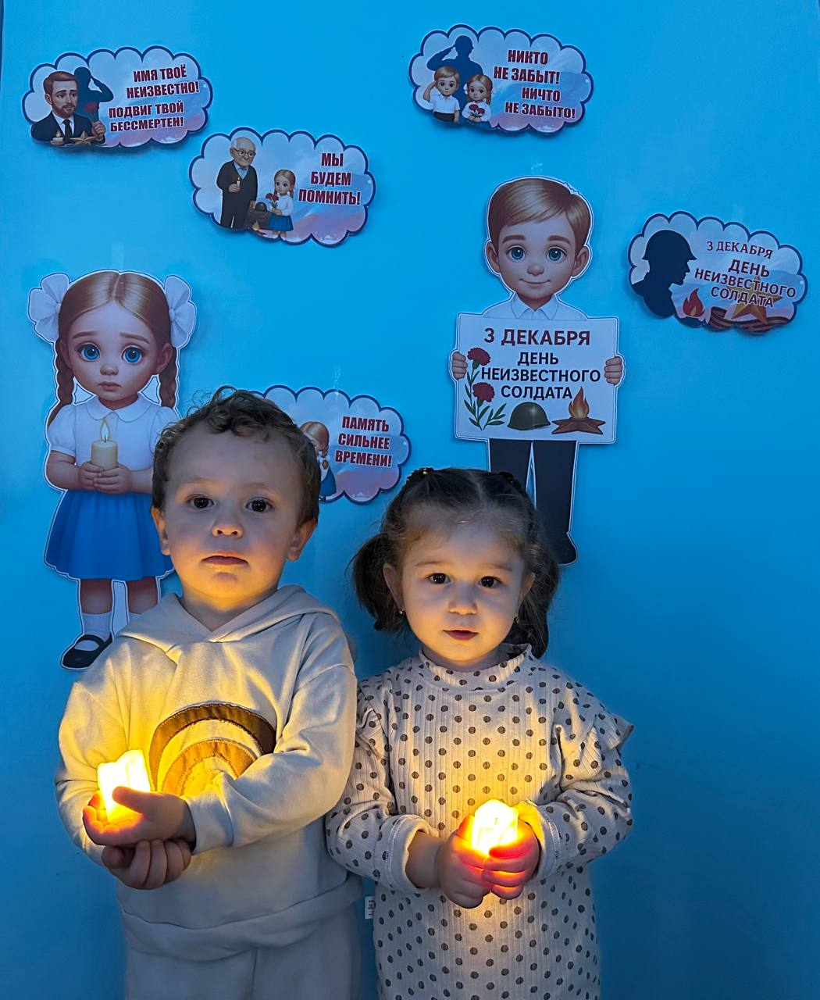 ИМЯ ТВОЁ
НЕИЗВЕСТНО!
ПОДВИГ ТВОЙ
БЕССМЕРТЕН!
НИКТО
НЕ ЗАБЫТ!
НИЧТО
НЕ ЗАБЫТО!
МЫ
БУДЕМ
ПОМНИТЬ!
3 ДЕКАБРЯ
ДЕНЬ
НЕИЗВЕСТНОГО
СОЛДАТА
3 ДЕКАБРЯ
ДЕНЬ
НЕИЗВЕСТНОГО
СОЛДАТА
ПАМЯТЬ
СИЛЬНЕЕ
ВРЕМЕНИ!